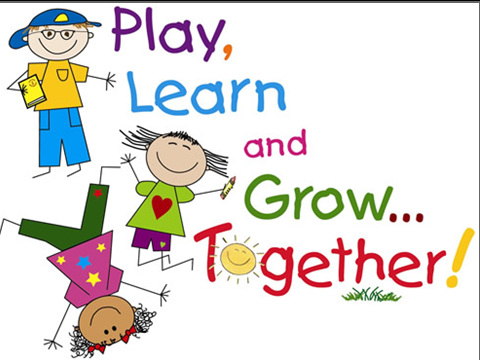 Play,
Learn
and
Grow...
Together!